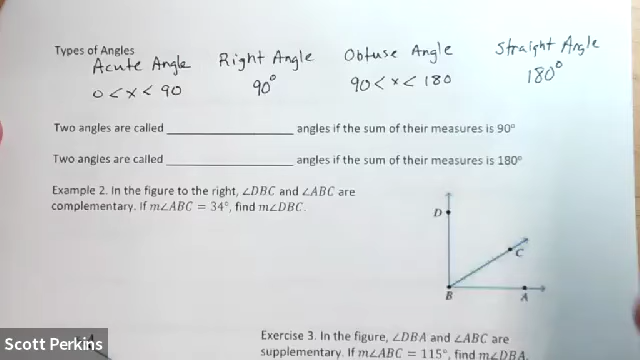 Types of Angles
Acute Angle Right Angle Obtuse Angle Straight Angle
0 < x < 90 90° 90 < x < 180 180°
Two angles are called ____________________ angles if the sum of their measures is 90°
Two angles are called ____________________ angles if the sum of their measures is 180°
Example 2. In the figure to the right, ∠DBC and ∠ABC are
complementary. If m∠ABC = 34°, find m∠DBC.
D
C
B A
Exercise 3. In the figure, ∠DBA and ∠ABC are
supplementary. If m∠ABC = 115°, find m∠DBA.
Scott Perkins